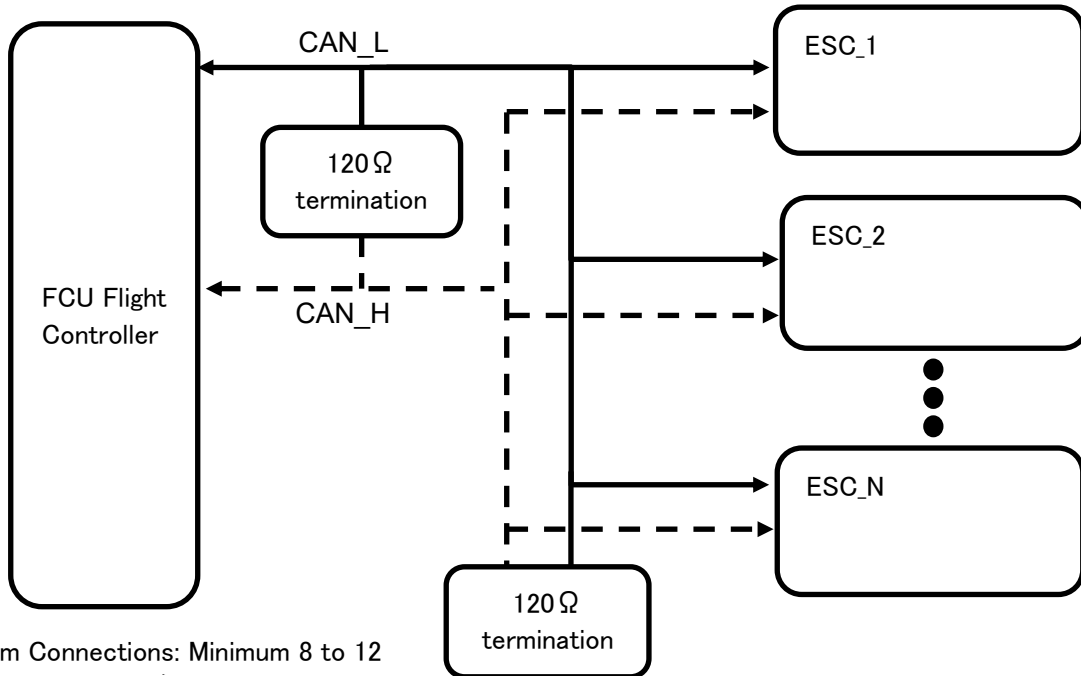 CAN_L
ESC_1
120Ω
termination
ESC_2
FCU Flight
Controller
CAN_H
ESC_N
120Ω
termination
Connections: Minimum 8 to 12